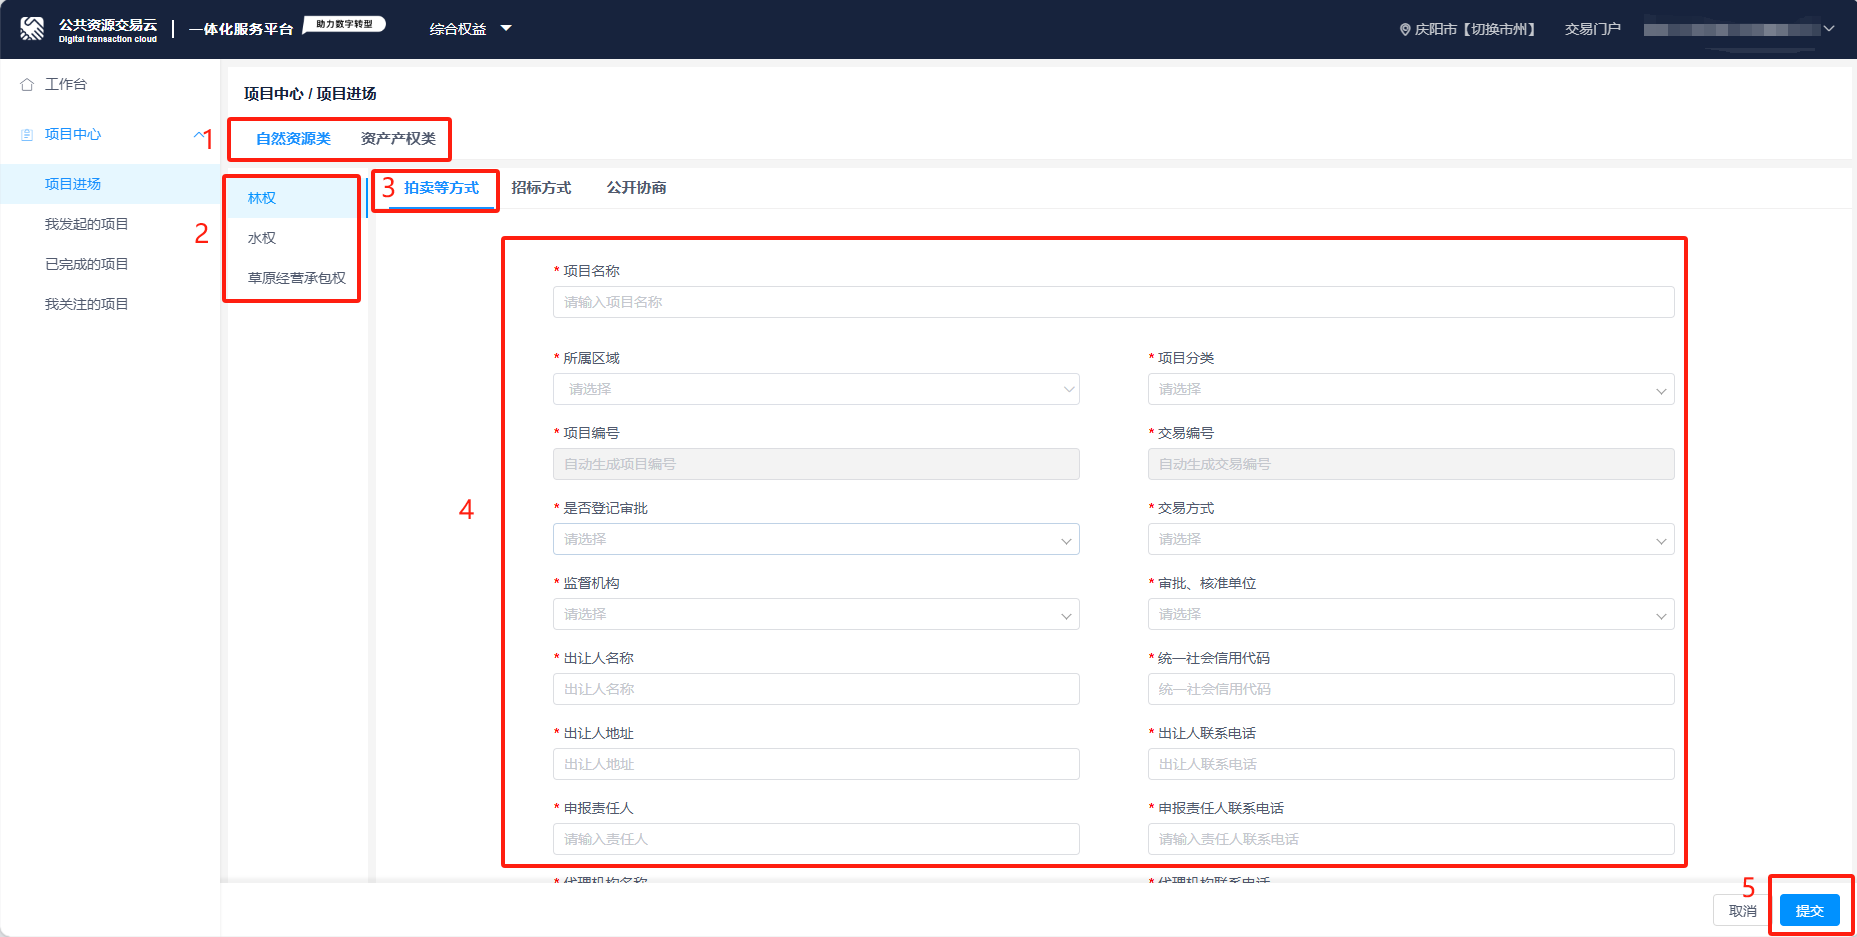 公共资源交易云
Digital transaction cloud
一体化服务平台
助力数字转型
综合权益
庆阳市【切换市州】
交易门户
工作台
项目中心
项目进场
我发起的项目
已完成的项目
我关注的项目
项目中心 / 项目进场
1
自然资源类
资产产权类
2
林权
水权
草原经营承包权
3
拍卖等方式
招标方式
公开协商
4
* 项目名称
请输入项目名称
* 所属区域
请选择
* 项目分类
请选择
* 项目编号
自动生成项目编号
* 交易编号
自动生成交易编号
* 是否登记审批
请选择
* 交易方式
请选择
* 监督机构
请选择
* 审批、核准单位
请选择
* 出让人名称
出让人名称
* 统一社会信用代码
统一社会信用代码
* 出让人地址
出让人地址
* 出让人联系电话
出让人联系电话
* 申报责任人
请输入责任人
* 申报责任人联系电话
请输入责任人联系电话
* 代理机构名称
* 代理机构联系电话
5
取消
提交